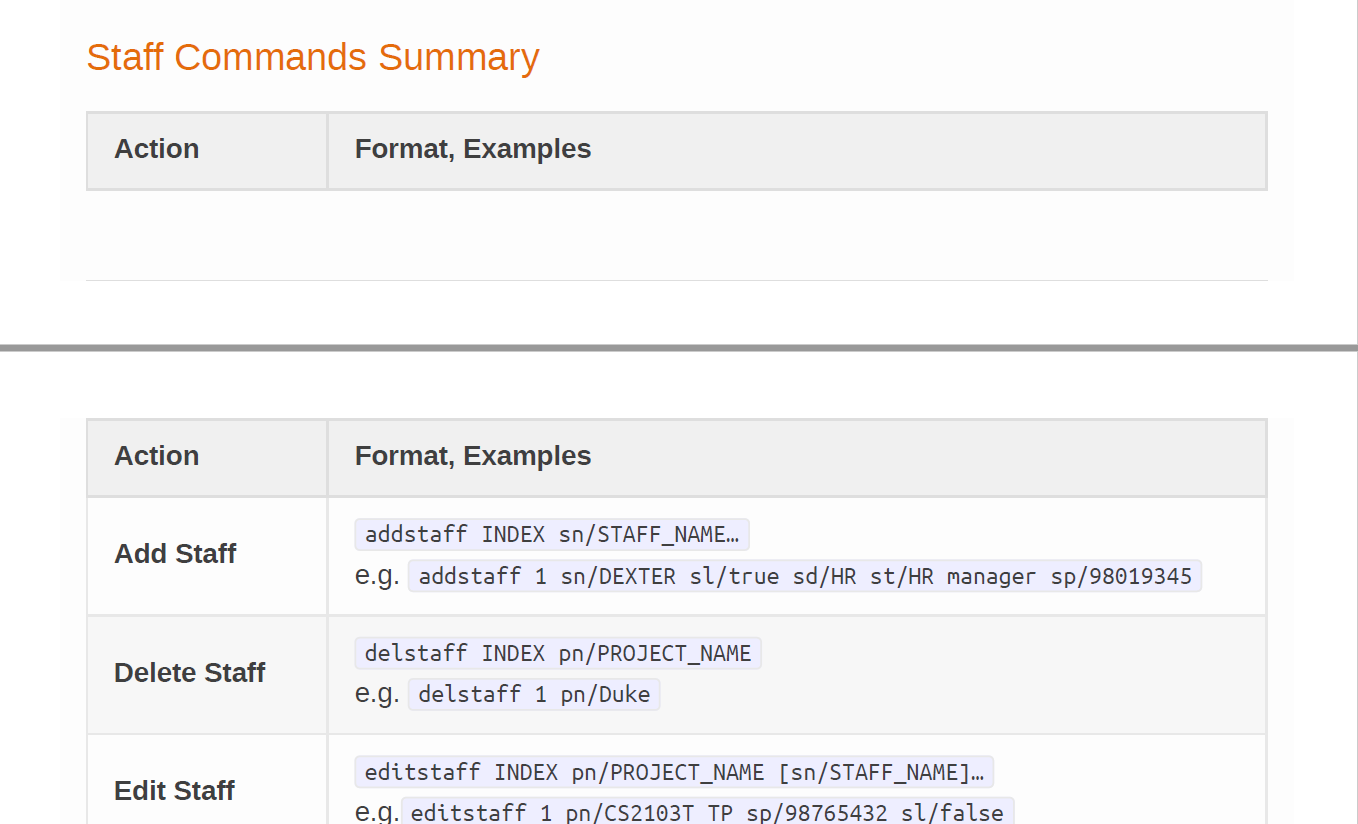 Staff Commands Summary
Action Format, Examples
Action Format, Examples
Add Staff
addstaff INDEX sn/STAFF_NAME…
e.g. addstaff 1 sn/DEXTER sl/true sd/HR st/HR manager sp/98019345
Delete Staff
delstaff INDEX pn/PROJECT_NAME
e.g. delstaff 1 pn/Duke
Edit Staff
editstaff INDEX pn/PROJECT_NAME [sn/STAFF_NAME]…
e.g. editstaff 1 pn/CS2103T TP sp/98765432 sl/false